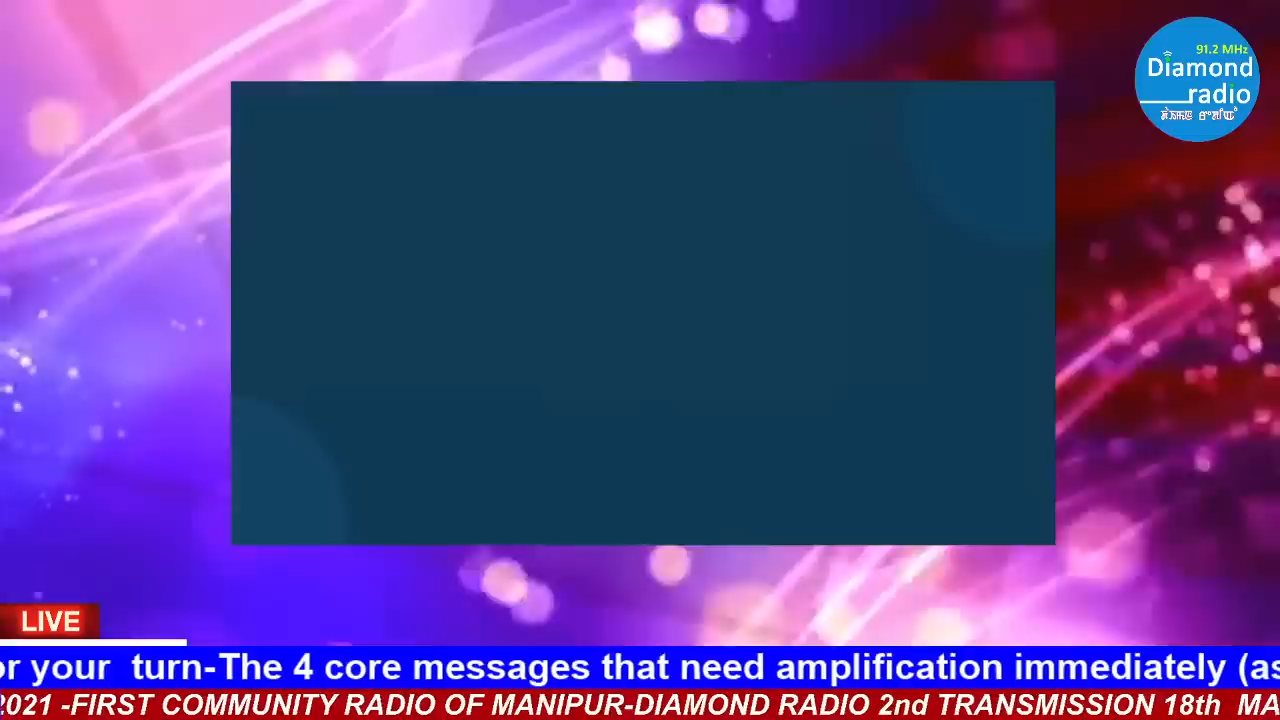 91.2 MHz
Diamond
radio
LIVE
or your turn-The 4 core messages that need amplification immediately (as
2021 -FIRST COMMUNITY RADIO OF MANIPUR-DIAMOND RADIO 2nd TRANSMISSION 18th MA